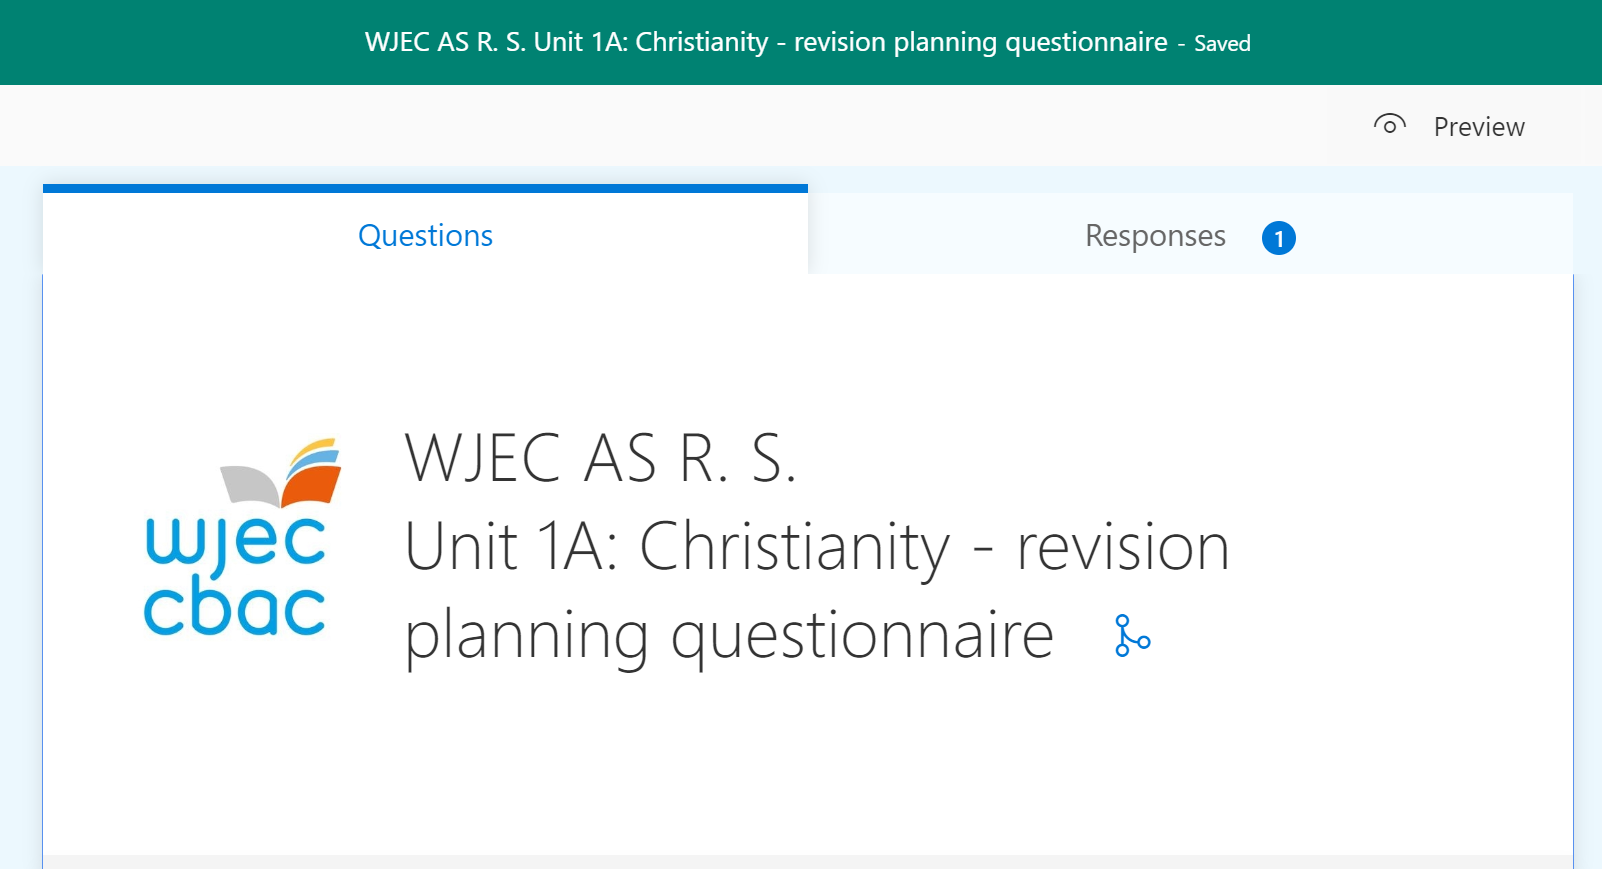 WJEC AS R. S. Unit 1A: Christianity - revision planning questionnaire - Saved
Preview
Questions
Responses 1
wjec
cbac
WJEC AS R. S.
Unit 1A: Christianity - revision
planning questionnaire